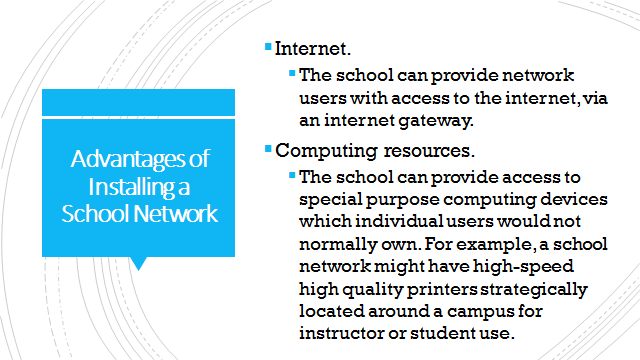 Advantages of
Installing a
School Network
Internet.
The school can provide network
users with access to the internet, via
an internet gateway.
Computing resources.
The school can provide access to
special purpose computing devices
which individual users would not
normally own. For example, a school
network might have high-speed
high quality printers strategically
located around a campus for
instructor or student use.